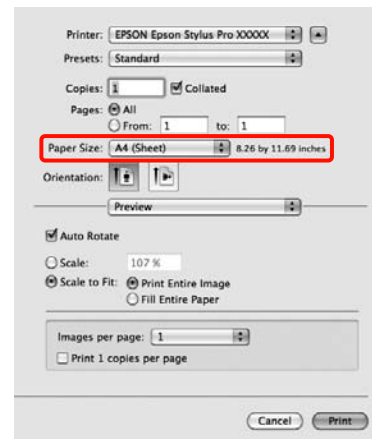 Printer: EPSON Epson Stylus Pro XXXXX
Presets: Standard
Copies: 1 Collated
Pages: All
From: 1 to: 1
Paper Size: A4 (Sheet) 8.26 by 11.69 inches
Orientation:
Preview
Auto Rotate
Scale: 107 %
Scale to Fit: Print Entire Image
Fill Entire Paper
Images per page: 1
Print 1 copies per page
Cancel Print